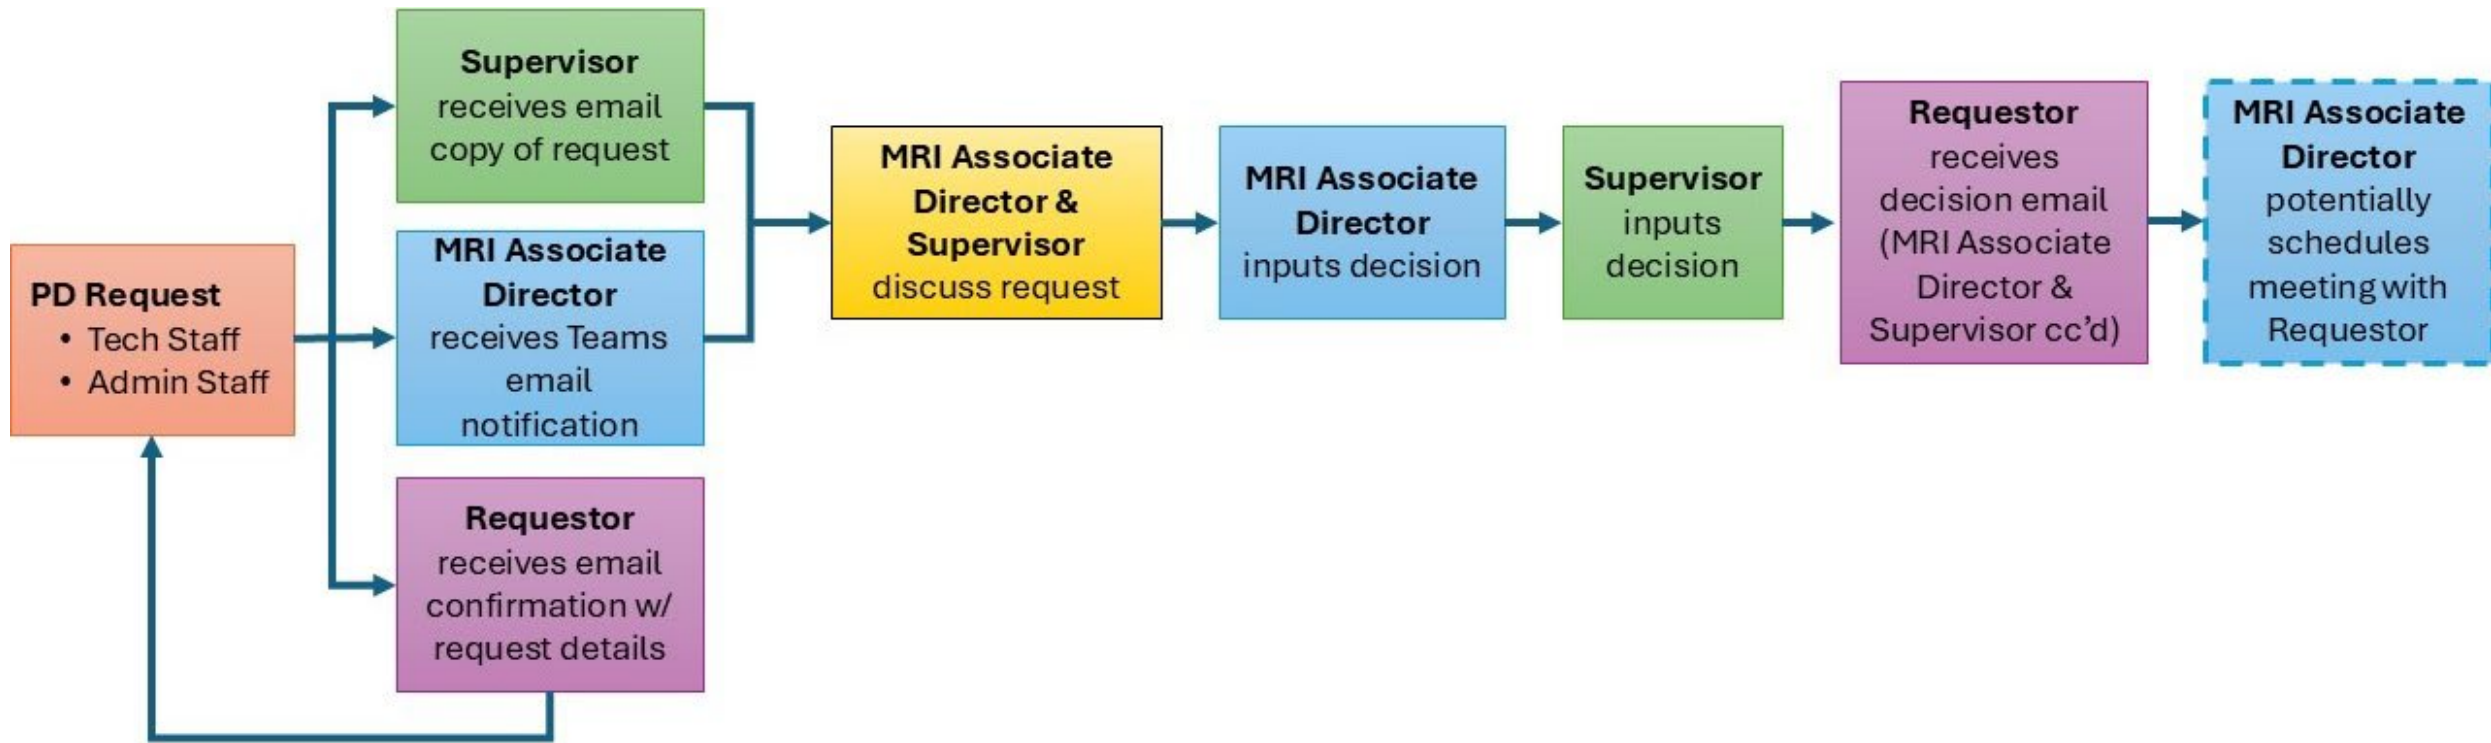 PD Request
• Tech Staff
• Admin Staff
Supervisor
receives email
copy of request
MRI Associate
Director
receives Teams
email
notification
Requestor
receives email
confirmation w/
request details
MRI Associate
Director &
Supervisor
discuss request
MRI Associate
Director
inputs decision
Supervisor
inputs
decision
Requestor
receives
decision email
(MRI Associate
Director &
Supervisor cc’d)
MRI Associate
Director
potentially
schedules
meeting with
Requestor